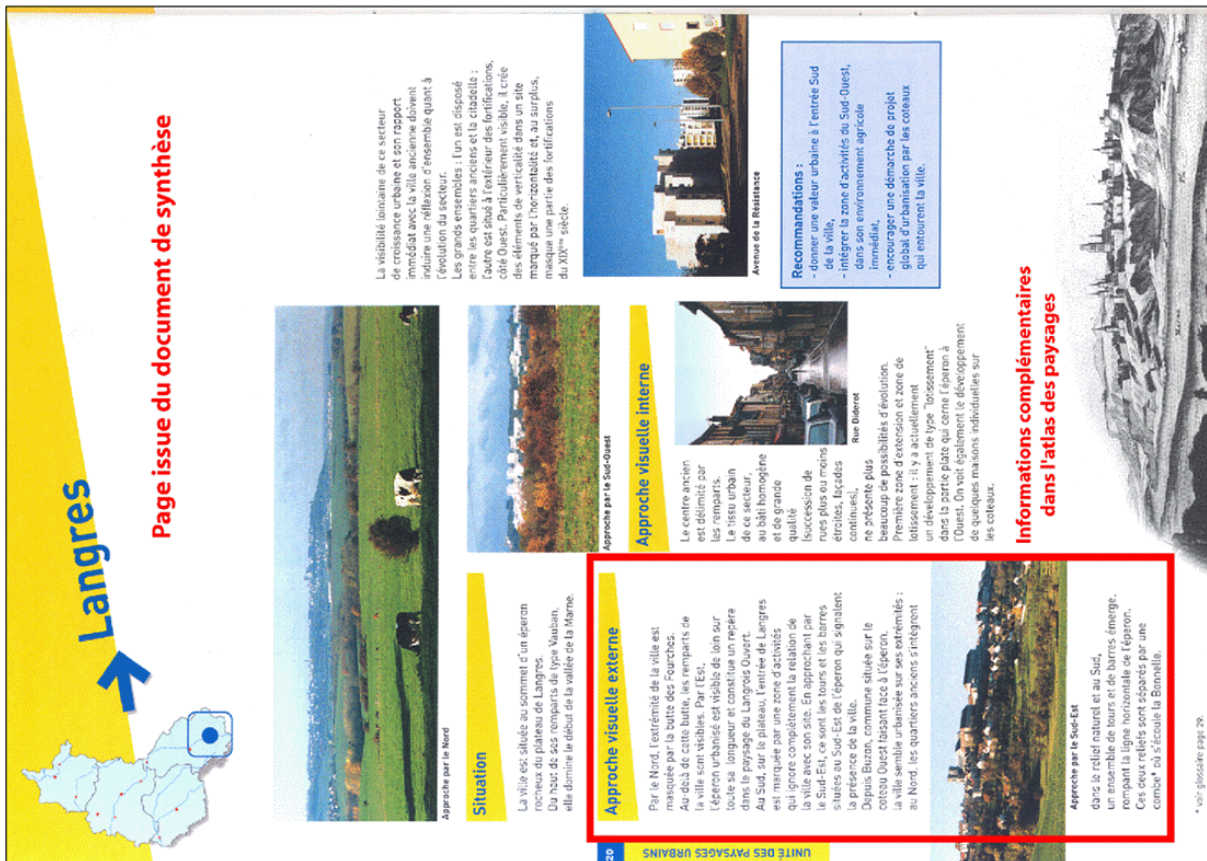 Langres
Page issue du document de synthèse
Approche par le Nord
Situation
La ville est située au sommet d'un éperon
rocheux du plateau de Langres.
Du haut de ses remparts de type Vauban,
elle domine le début de la vallée de la Marne.
Approche visuelle externe
Par le Nord, l'extrémité de la ville est
masquée par la butte des Fourches.
Au-delà de cette butte, les remparts de
la ville sont visibles. Par l'Est,
l'éperon urbanisé est visible de loin sur
toute sa longueur et constitue un repère
dans le paysage du Langrois Ouvert.
Au Sud, sur le plateau, l'entrée de Langres
est marquée par une zone d'activités
qui ignore complètement la relation de
la ville avec son site. En approchant par
le Sud-Est, ce sont les tours et les barres
situées au Sud-Est de l'éperon qui signalent
la présence de la ville.
Depuis Buzon, commune située sur le
coteau Ouest faisant face à l'éperon,
la ville semble urbanisée sur ses extrémités :
au Nord, les quartiers anciens s'intègrent
Approche par le Sud-Est
dans le relief naturel et au Sud,
un ensemble de tours et de barres émerge,
rompant la ligne horizontale de l'éperon.
Ces deux reliefs sont séparés par une
combe* où s'écoule la Bonnelle.
* voir glossaire page 29.
Approche par le Sud-Ouest
Approche visuelle interne
Le centre ancien
est délimité par
les remparts.
Le tissu urbain
de ce secteur,
au bâti homogène
et de grande
qualité
(succession de
rues plus ou moins
étroites, façades
continues),
ne présente plus
beaucoup de possibilités d'évolution.
Première zone d'extension et zone de
lotissement : il y a actuellement
un développement de type "lotissement"
dans la partie plate qui cerne l'éperon à
l'Ouest. On voit également le développement
de quelques maisons individuelles sur
les coteaux.
Rue Diderot
Informations complémentaires
dans l'atlas des paysages
La visibilité lointaine de ce secteur
de croissance urbaine et son rapport
immédiat avec la ville ancienne doivent
induire une réflexion d'ensemble quant à
l'évolution du secteur.
Les grands ensembles : l'un est disposé
entre les quartiers anciens et la citadelle ;
l'autre est situé à l'extérieur des fortifications,
côté Ouest. Particulièrement visible, il crée
des éléments de verticalité dans un site
marqué par l'horizontalité et, au surplus,
masque une partie des fortifications
du XIXème siècle.
Avenue de la Résistance
Recommandations :
- donner une valeur urbaine à l'entrée Sud
de la ville,
- intégrer la zone d'activités du Sud-Ouest,
dans son environnement agricole
immédiat,
- encourager une démarche de projet
global d'urbanisation par les coteaux
qui entourent la ville.
20
UNITÉ DES PAYSAGES URBAINS